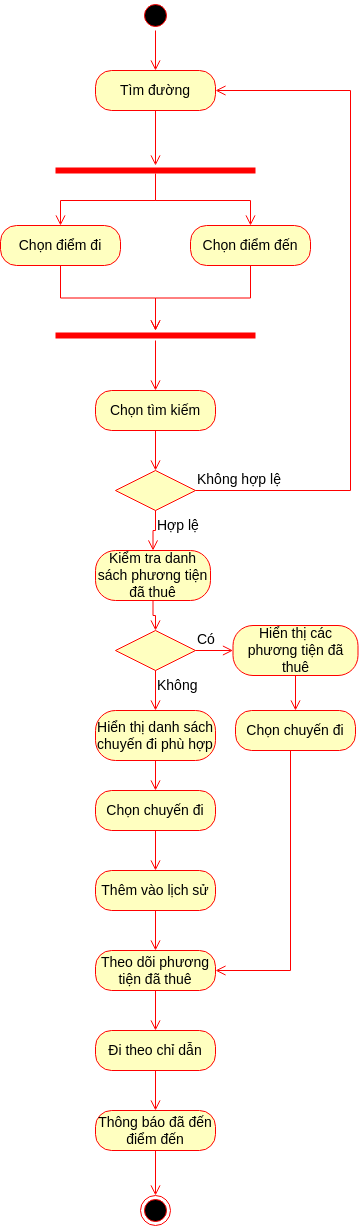 Tìm đường
Chọn điểm đi
Chọn điểm đến
Chọn tìm kiếm
Không hợp lệ
Hợp lệ
Kiểm tra danh
sách phương tiện
đã thuê
Có
Hiển thị các
phương tiện đã
thuê
Không
Hiển thị danh sách
chuyến đi phù hợp
Chọn chuyến đi
Chọn chuyến đi
Thêm vào lịch sử
Theo dõi phương
tiện đã thuê
Đi theo chỉ dẫn
Thông báo đã đến
điểm đến